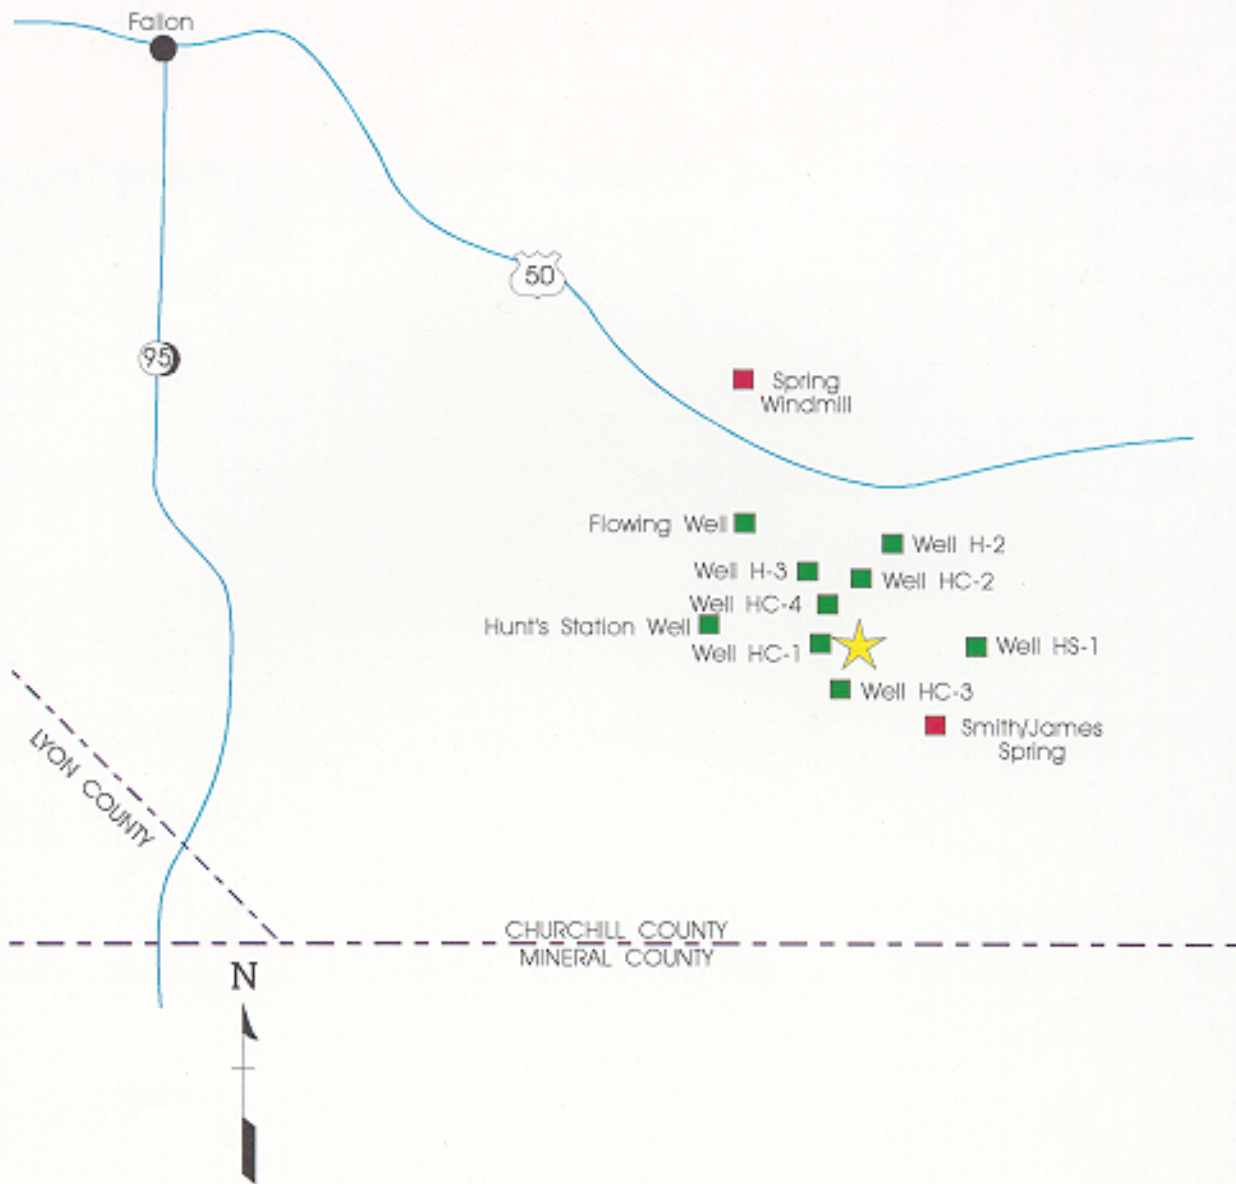 Fallon
50
95
Spring
Windmill
Flowing Well
Well H-2
Well H-3
Well HC-2
Well HC-4
Hunt's Station Well
Well HC-1
Well HS-1
Well HC-3
Smith/James
Spring
LYON COUNTY
CHURCHILL COUNTY
MINERAL COUNTY
N